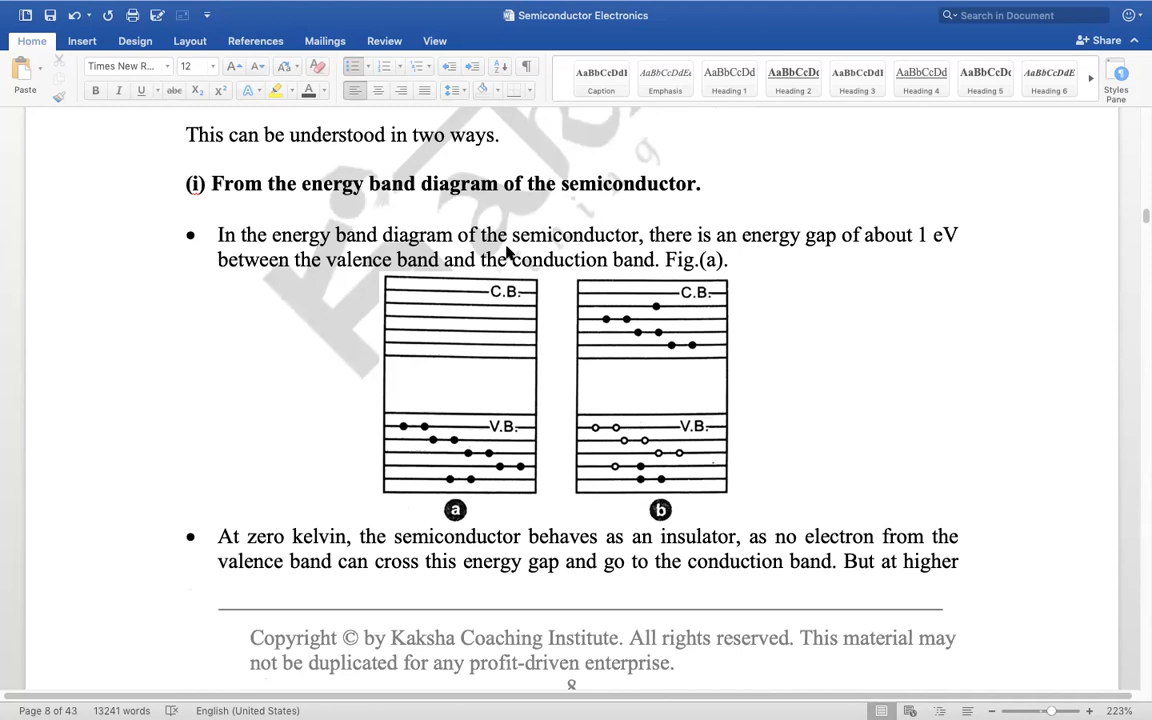 Semiconductor Electronics
Search in Document
Home Insert Design Layout References Mailings Review View
Share
Paste
Times New R... 12
AaBbCcDdI AaBbCcDdEe AaBbCcDd AaBbCcDc AaBbCcDdI AaBbCcDd AaBbCcDc AaBbCcDdE
Caption Emphasis Heading 1 Heading 2 Heading 3 Heading 4 Heading 5 Heading 6
Styles
Pane
B I U abc X₂ X² A A
This can be understood in two ways.
(i) From the energy band diagram of the semiconductor.
• In the energy band diagram of the semiconductor, there is an energy gap of about 1 eV
between the valence band and the conduction band. Fig.(a).
C.B. C.B.
V.B. V.B.
a b
• At zero kelvin, the semiconductor behaves as an insulator, as no electron from the
valence band can cross this energy gap and go to the conduction band. But at higher
Copyright © by Kaksha Coaching Institute. All rights reserved. This material may
not be duplicated for any profit-driven enterprise.
8
Page 8 of 43 13241 words English (United States) 223%